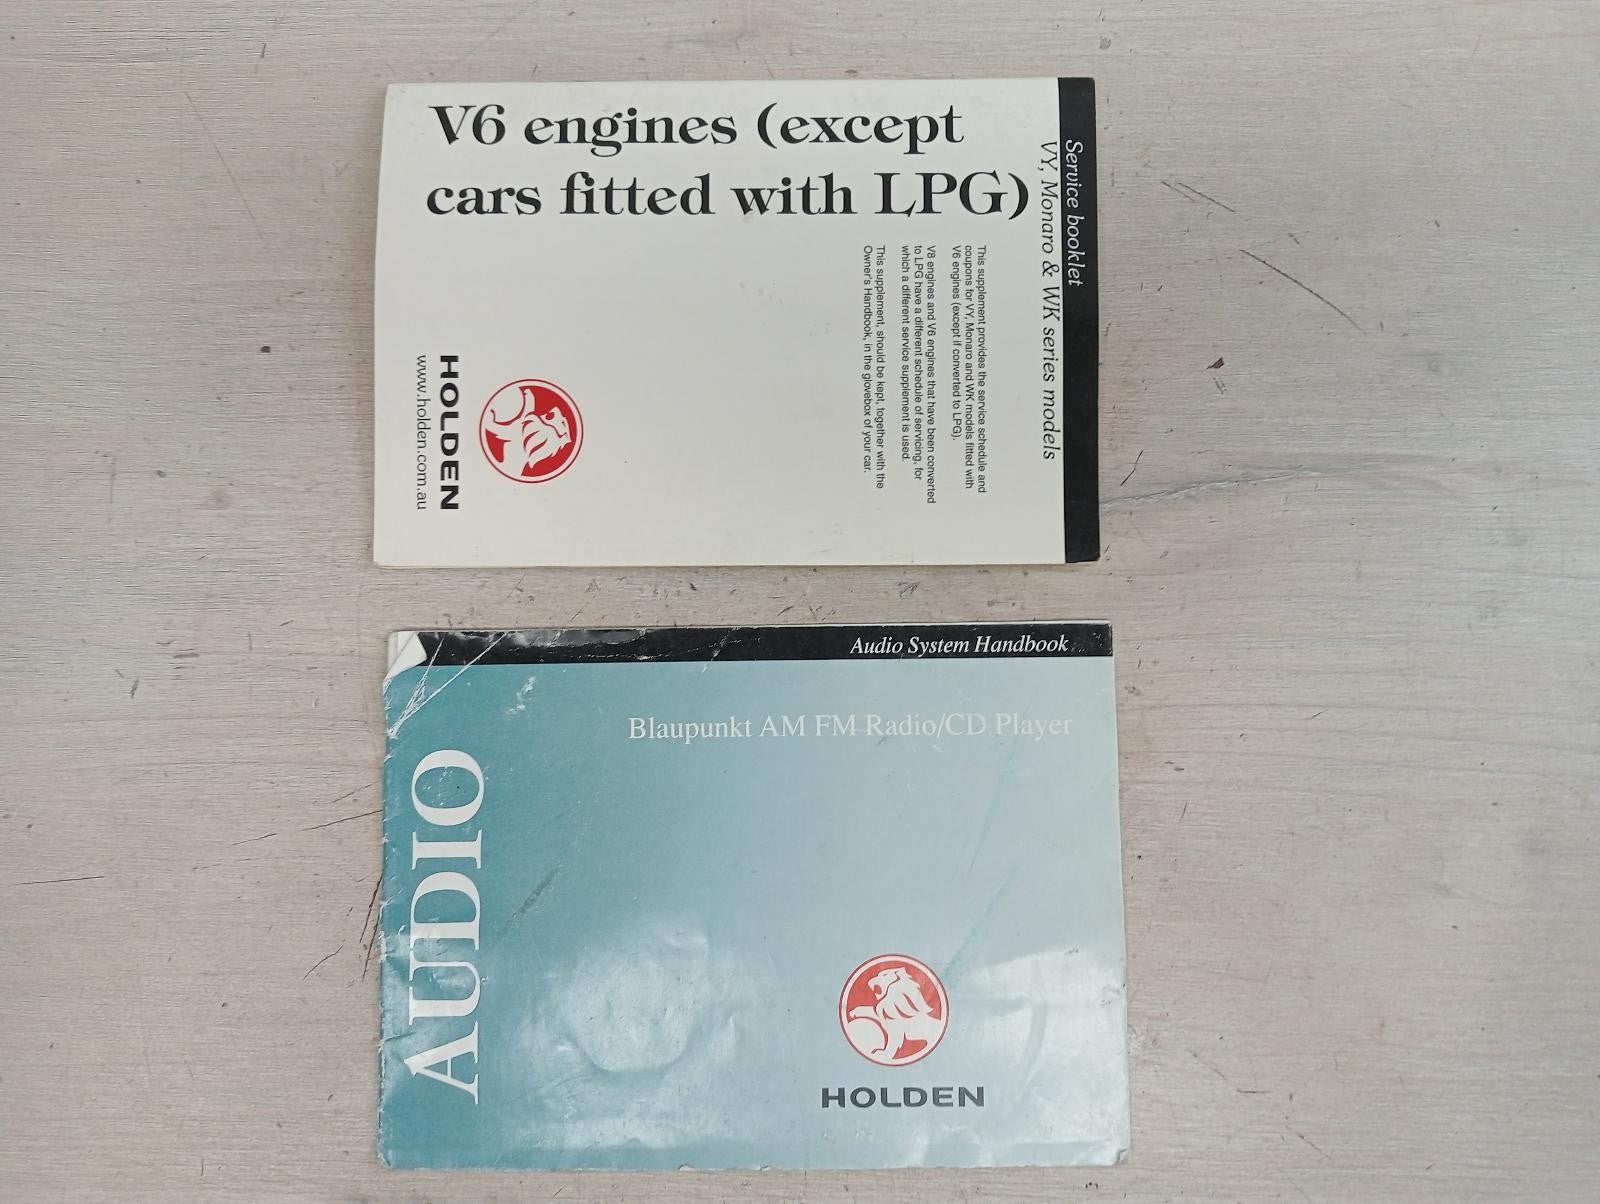 V6 engines (except
cars fitted with LPG)
Service booklet
VY, Monaro & WK series models
This supplement provides the service schedule and
coupons for VY, Monaro and WK models fitted with
V6 engines (except if converted to LPG).
V8 engines and V6 engines that have been converted
to LPG have a different schedule of servicing, for
which a different service supplement is used.
This supplement, should be kept, together with the
Owner's Handbook, in the glovebox of your car.
HOLDEN
www.holden.com.au
Audio System Handbook
Blaupunkt AM FM Radio/CD Player
AUDIO
HOLDEN